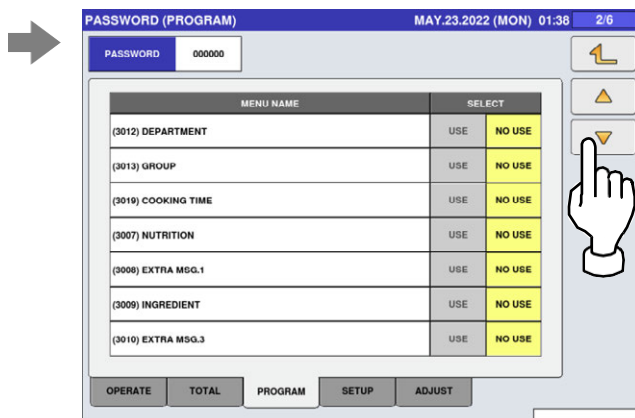 PASSWORD (PROGRAM) MAY.23.2022 (MON) 01:38 2/6
PASSWORD 000000
MENU NAME SELECT
(3012) DEPARTMENT USE NO USE
(3013) GROUP USE NO USE
(3019) COOKING TIME USE NO USE
(3007) NUTRITION USE NO USE
(3008) EXTRA MSG.1 USE NO USE
(3009) INGREDIENT USE NO USE
(3010) EXTRA MSG.3 USE NO USE
OPERATE TOTAL PROGRAM SETUP ADJUST